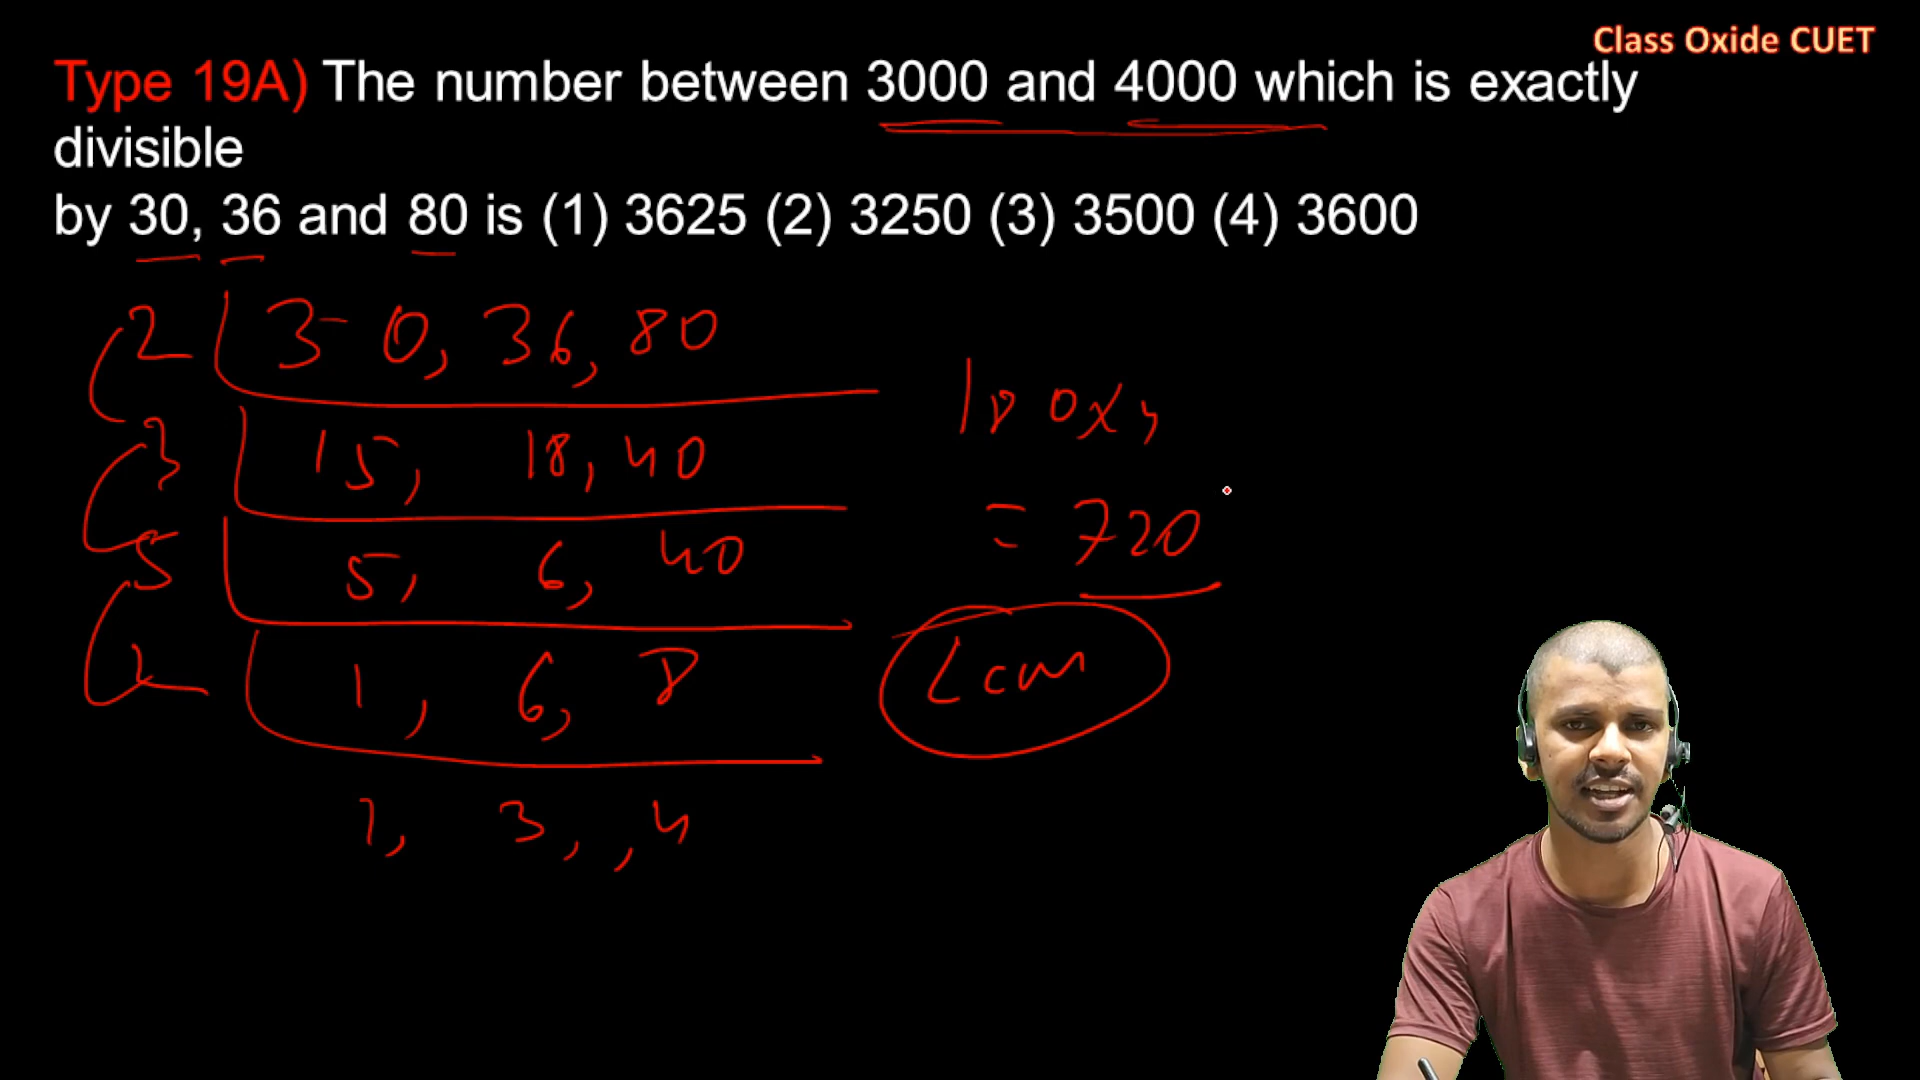 Class Oxide CUET
Type 19A) The number between 3000 and 4000 which is exactly
divisible
by 30, 36 and 80 is (1) 3625 (2) 3250 (3) 3500 (4) 3600
2 30, 36, 80
3 15, 18, 40
5 5, 6, 40
2 1, 6, 8
1, 3, , 4
180x4
= 720
Lcm